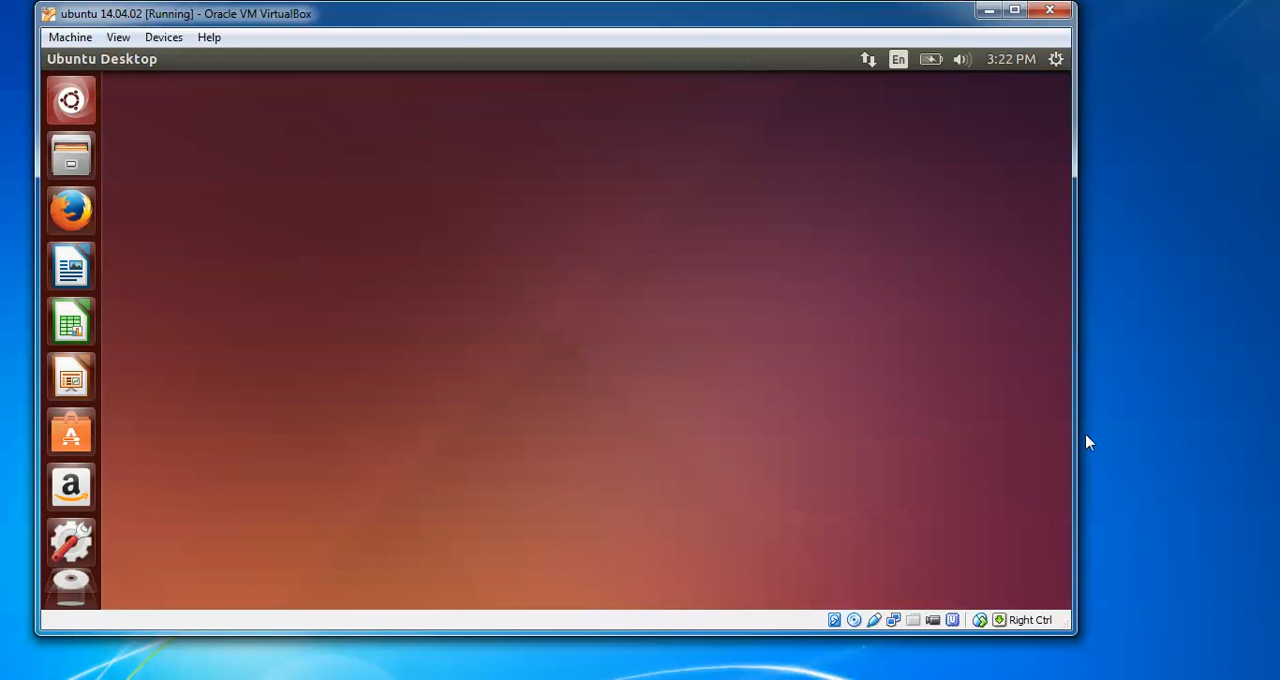 ubuntu 14.04.02 [Running] - Oracle VM VirtualBox
Machine View Devices Help
Ubuntu Desktop En 3:22 PM
a
Right Ctrl